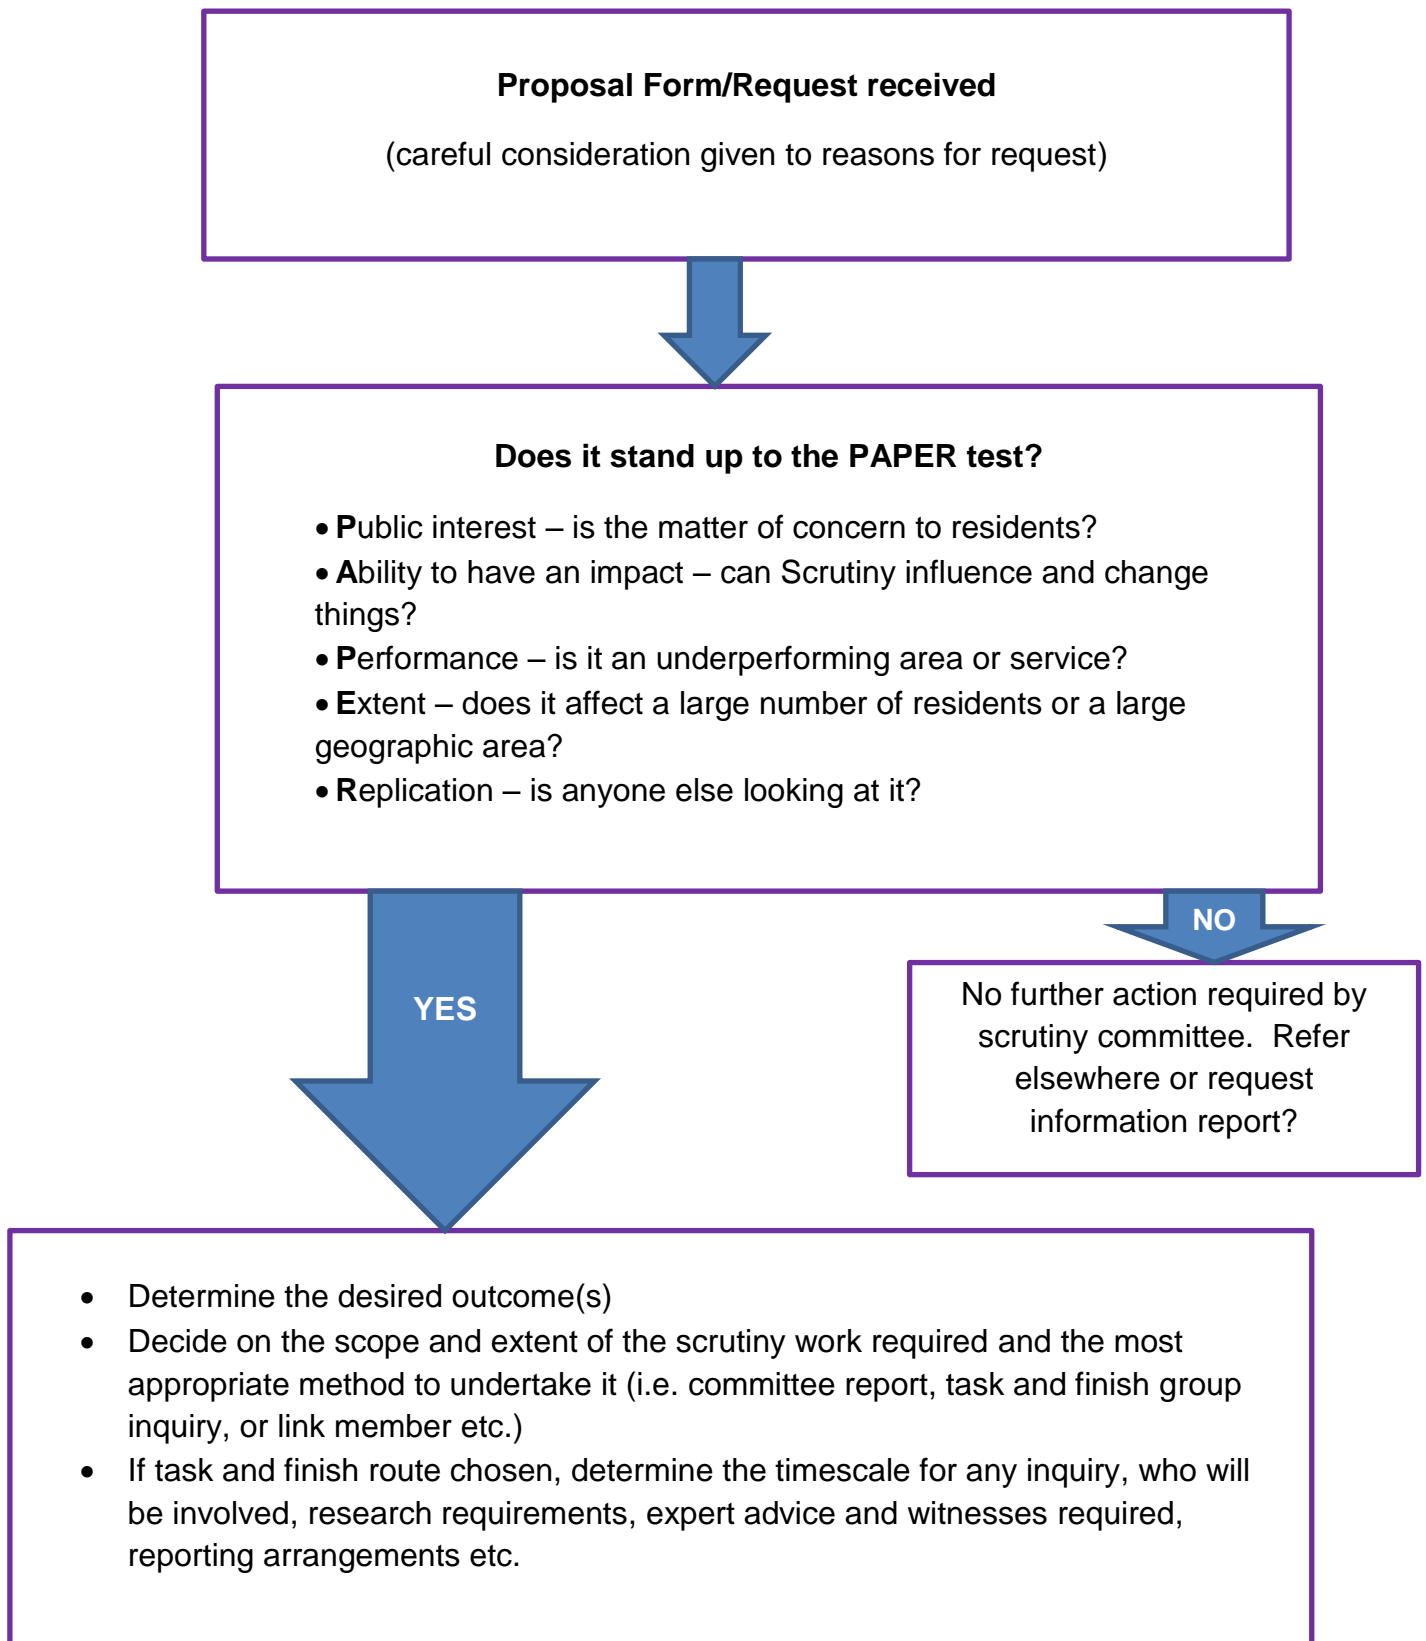 Proposal Form/Request received
(careful consideration given to reasons for request)
Does it stand up to the PAPER test?
• Public interest – is the matter of concern to residents?
• Ability to have an impact – can Scrutiny influence and change
things?
• Performance – is it an underperforming area or service?
• Extent – does it affect a large number of residents or a large
geographic area?
• Replication – is anyone else looking at it?
NO
No further action required by
scrutiny committee.  Refer
elsewhere or request
information report?
YES
• Determine the desired outcome(s)
• Decide on the scope and extent of the scrutiny work required and the most
appropriate method to undertake it (i.e. committee report, task and finish group
inquiry, or link member etc.)
• If task and finish route chosen, determine the timescale for any inquiry, who will
be involved, research requirements, expert advice and witnesses required,
reporting arrangements etc.